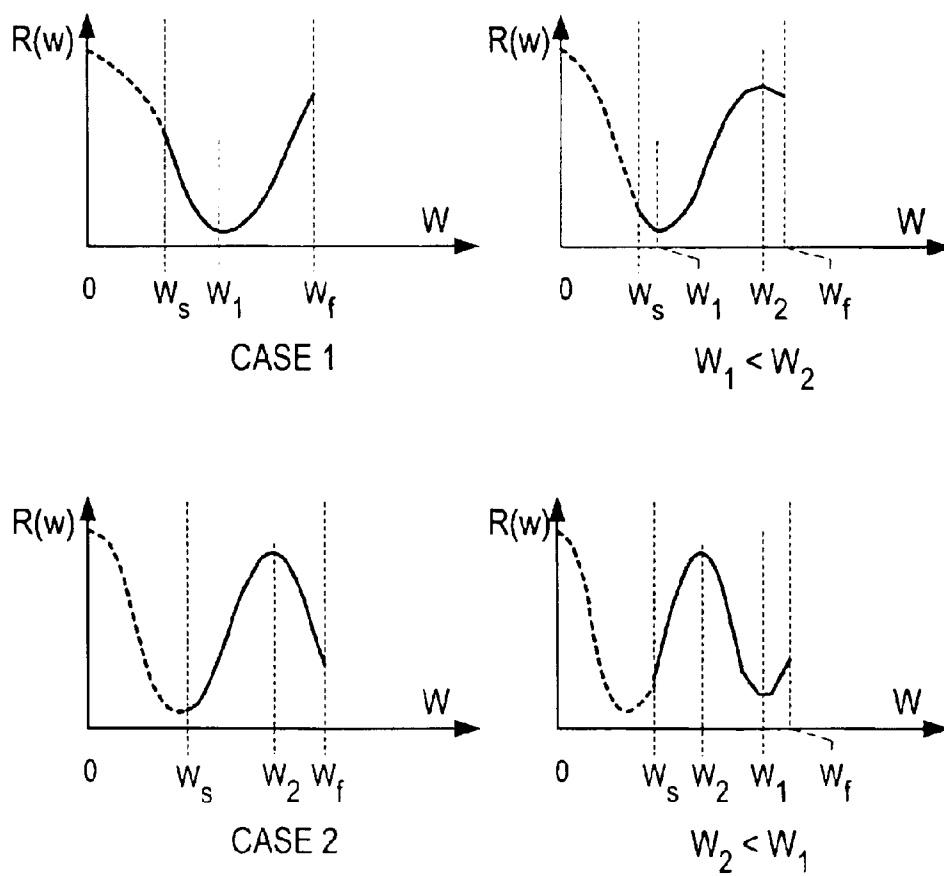 R(w)
W
0 Ws W1 Wf
CASE 1
R(w)
W
0 Ws W1 W2 Wf
W1 < W2
R(w)
W
0 Ws W2 Wf
CASE 2
R(w)
W
0 Ws W2 W1 Wf
W2 < W1